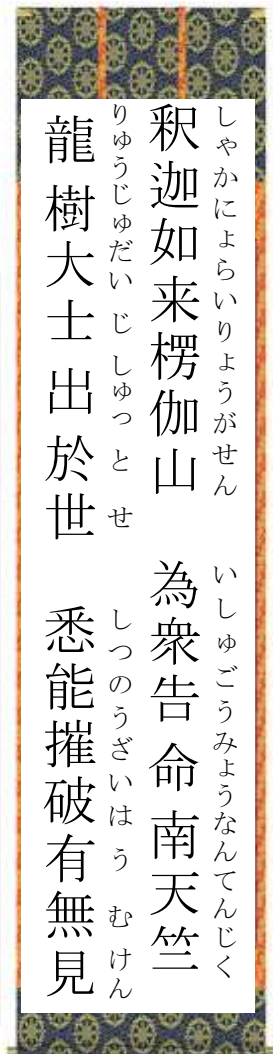 しゃかにょらいりょうがせん　いしゅごうみょうなんてんじく
釈迦如来楞伽山　為衆告命南天竺
りゅうじゅだいじしゅっとせ　しつのうざいはうむけん
龍樹大士出於世　悉能摧破有無見